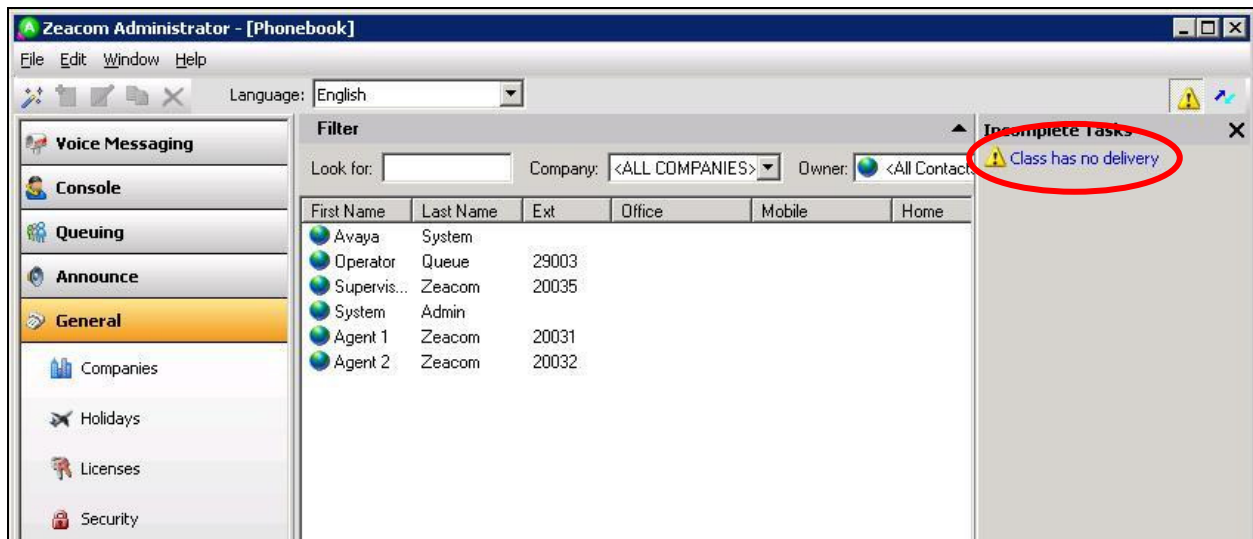 Zeacom Administrator - [Phonebook]
File Edit Window Help
Language: English
Voice Messaging
Console
Queuing
Announce
General
Companies
Holidays
Licenses
Security
Filter
Look for: Company: <ALL COMPANIES> Owner: <All Contacts
First Name Last Name Ext Office Mobile Home
Avaya System
Operator Queue 29003
Supervis... Zeacom 20035
System Admin
Agent 1 Zeacom 20031
Agent 2 Zeacom 20032
Incomplete Tasks
Class has no delivery